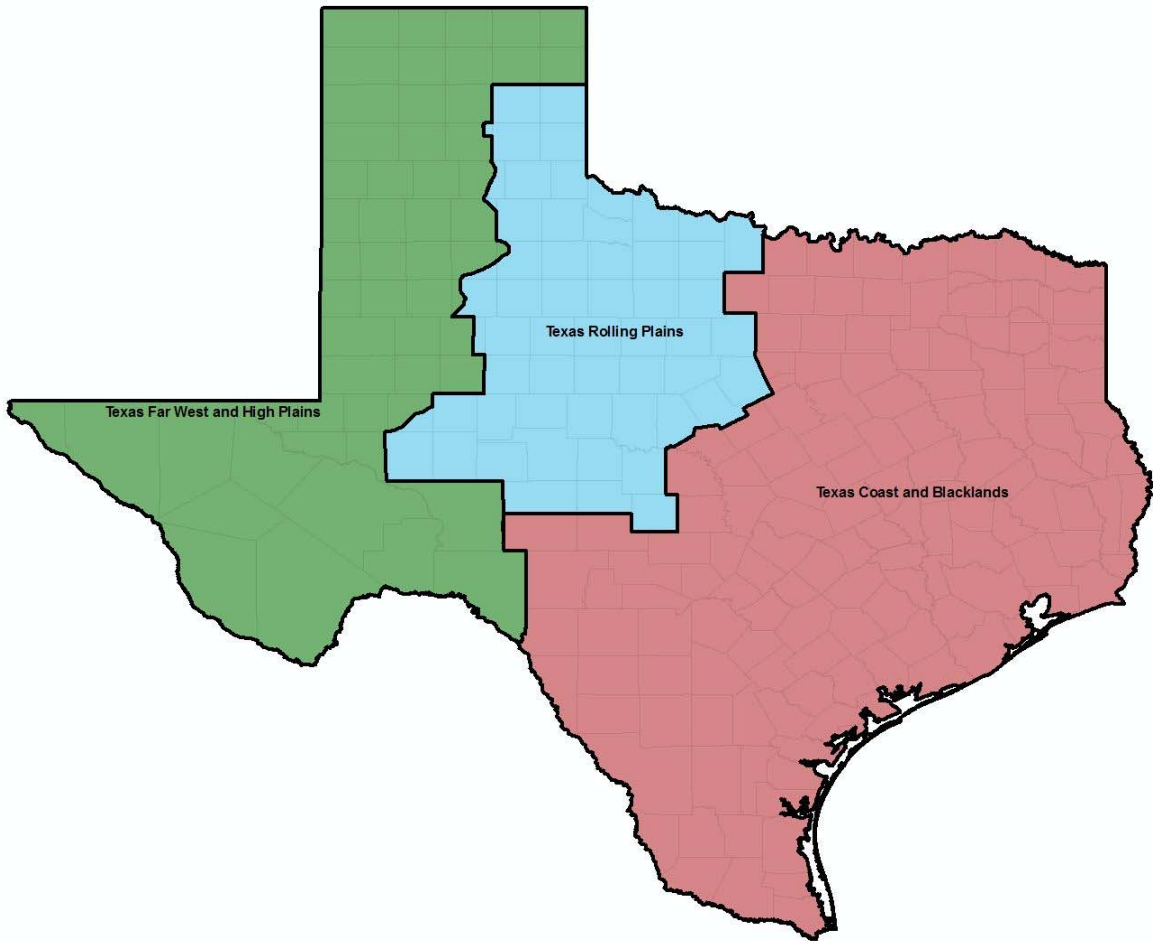 Texas Rolling Plains
Texas Far West and High Plains
Texas Coast and Blacklands